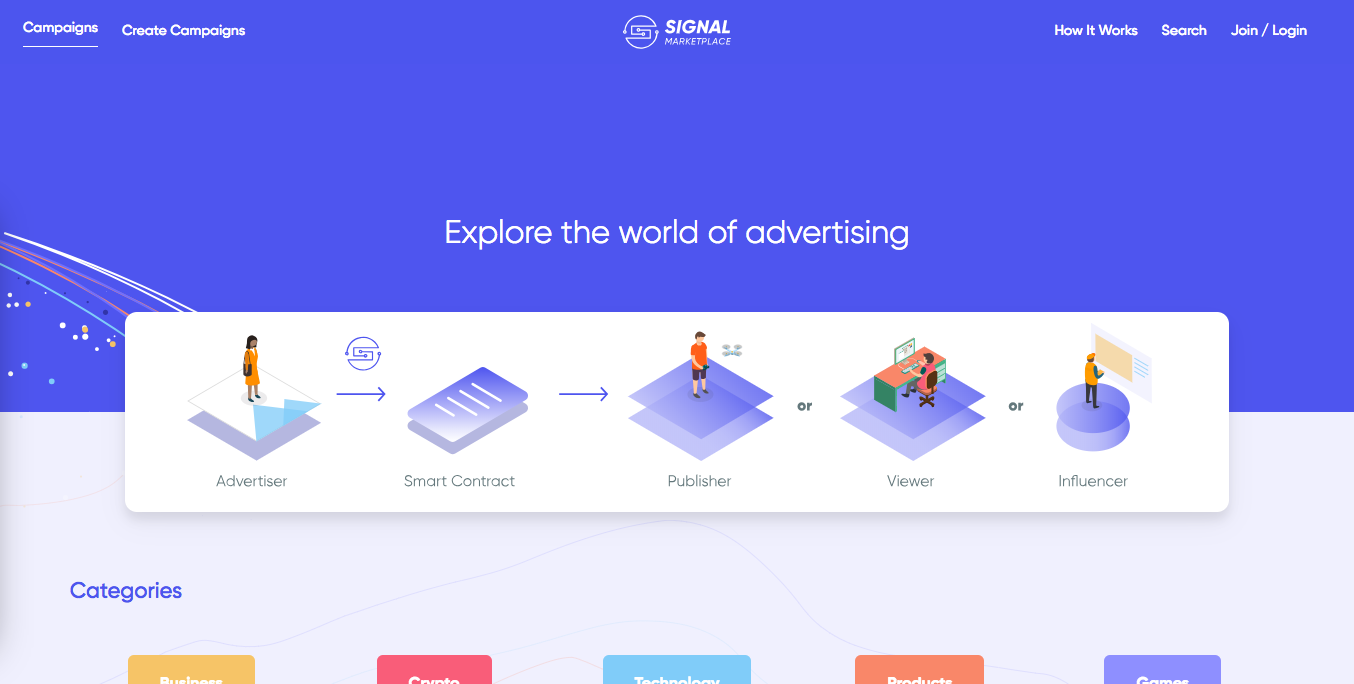 Campaigns
Create Campaigns
SIGNAL
MARKETPLACE
How It Works
Search
Join / Login
Explore the world of advertising
Advertiser
Smart Contract
Publisher
or
Viewer
or
Influencer
Categories
Business
Crypto
Technology
Products
Games